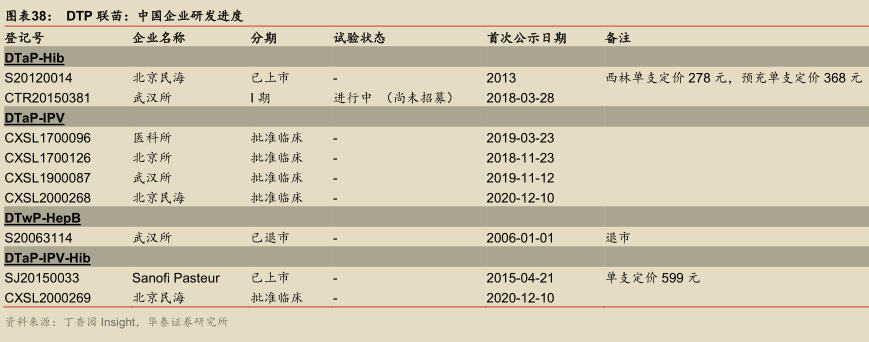 图表38： DTP 联苗：中国企业研发进度
登记号 企业名称 分期 试验状态 首次公示日期 备注
DTaP-Hib
S20120014 北京民海 已上市 - 2013 西林单支定价 278 元，预充单支定价 368 元
CTR20150381 武汉所 I 期 进行中 （尚未招募） 2018-03-28
DTaP-IPV
CXSL1700096 医科所 批准临床 - 2019-03-23
CXSL1700126 北京所 批准临床 - 2018-11-23
CXSL1900087 武汉所 批准临床 - 2019-11-12
CXSL2000268 北京民海 批准临床 - 2020-12-10
DTwP-HepB
S20063114 武汉所 已退市 - 2006-01-01 退市
DTaP-IPV-Hib
SJ20150033 Sanofi Pasteur 已上市 - 2015-04-21 单支定价 599 元
CXSL2000269 北京民海 批准临床 - 2020-12-10
资料来源：丁香园 Insight，华泰证券研究所